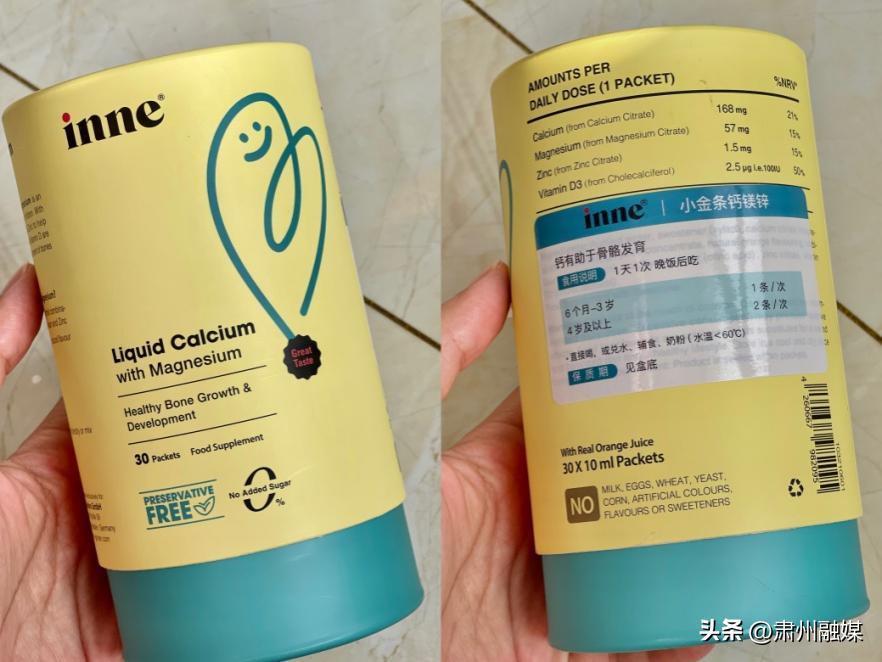 inne®
Great
Taste
Liquid Calcium
with Magnesium
Healthy Bone Growth &
Development
30 Packets Food Supplement
PRESERVATIVE
FREE
No Added Sugar
0%
AMOUNTS PER
DAILY DOSE (1 PACKET) %NRV*
Calcium (from Calcium Citrate) 168 mg 21%
Magnesium (from Magnesium Citrate) 57 mg 15%
Zinc (from Zinc Citrate) 1.5 mg 15%
Vitamin D3 (from Cholecalciferol) 2.5 µg i.e.100IU 50%
inne® | 小金条钙镁锌
钙有助于骨骼发育
食用说明 1天1次 晚饭后吃
6个月–3岁 1条/次
4岁及以上 2条/次
·直接喝、或兑水、辅食、奶粉(水温<60℃)
保质期 见盒底
With Real Orange Juice
30 X 10 ml Packets
NO MILK, EGGS, WHEAT, YEAST,
CORN, ARTIFICIAL COLOURS,
FLAVOURS OR SWEETENERS
4 260667 982095
头条 @肃州融媒